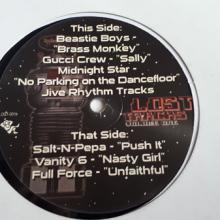 This Side:
Beastie Boys -
"Brass Monkey"
Gucci Crew - "Sally"
Midnight Star -
"No Parking on the Dancefloor"
Jive Rhythm Tracks
LOST
TRACKS
That Side:
Salt-N-Pepa - "Push It"
Vanity 6 - "Nasty Girl"
Full Force - "Unfaithful"